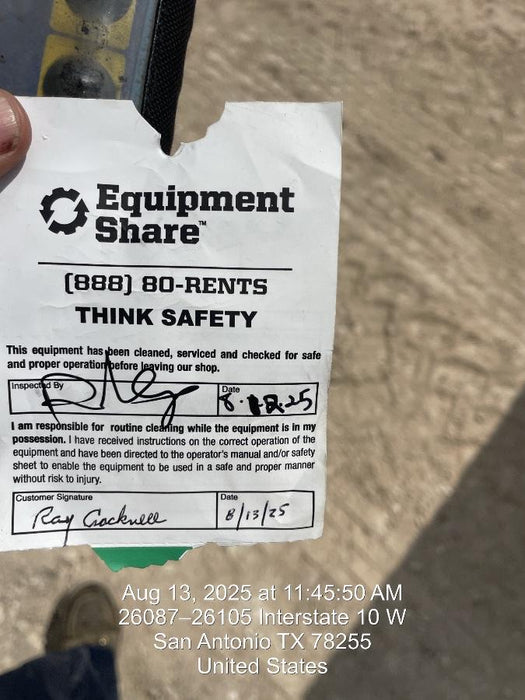 Equipment
Share™
(888) 80-RENTS
THINK SAFETY
This equipment has been cleaned, serviced and checked for safe
and proper operation before leaving our shop.
Inspected By
Date
8-12-25
I am responsible for routine cleaning while the equipment is in my
possession. I have received instructions on the correct operation of the
equipment and have been directed to the operator's manual and/or safety
sheet to enable the equipment to be used in a safe and proper manner
without risk to injury.
Customer Signature
Date
Ray Cracknell
8/13/25
Aug 13, 2025 at 11:45:50 AM
26087–26105 Interstate 10 W
San Antonio TX 78255
United States